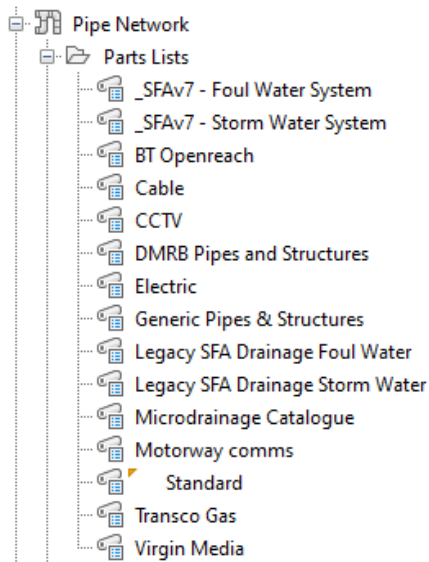 Pipe Network
Parts Lists
_SFAv7 - Foul Water System
_SFAv7 - Storm Water System
BT Openreach
Cable
CCTV
DMRB Pipes and Structures
Electric
Generic Pipes & Structures
Legacy SFA Drainage Foul Water
Legacy SFA Drainage Storm Water
Microdrainage Catalogue
Motorway comms
Standard
Transco Gas
Virgin Media